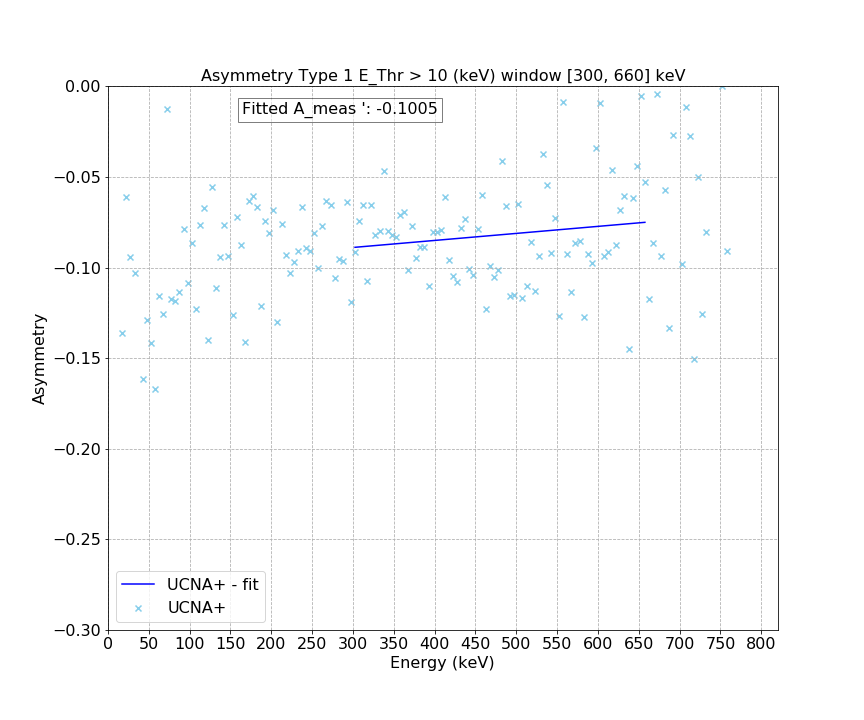 Asymmetry Type 1 E_Thr > 10 (keV) window [300, 660] keV
Fitted A_meas ': -0.1005
0.00
−0.05
−0.10
−0.15
−0.20
−0.25
−0.30
Asymmetry
UCNA+ - fit
UCNA+
0 50 100 150 200 250 300 350 400 450 500 550 600 650 700 750 800
Energy (keV)